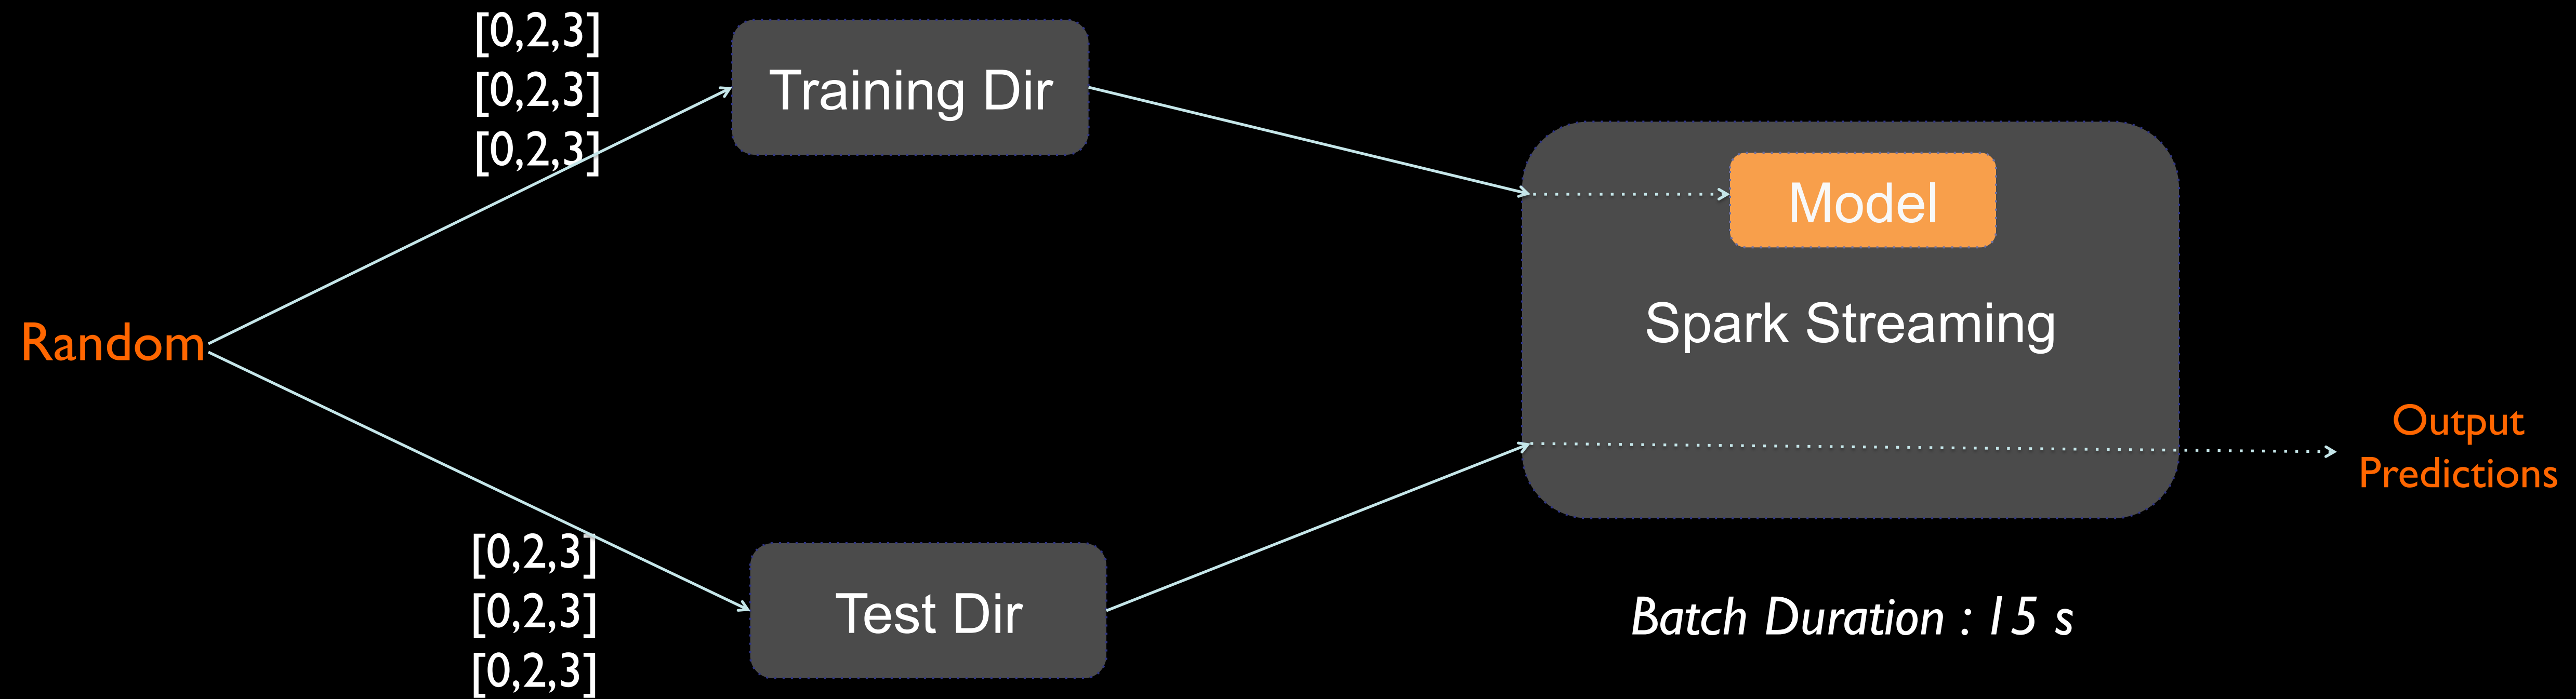 [0,2,3]
[0,2,3]
[0,2,3]
Training Dir
Model
Spark Streaming
Random
Output
Predictions
[0,2,3]
[0,2,3]
[0,2,3]
Test Dir
Batch Duration : 15 s